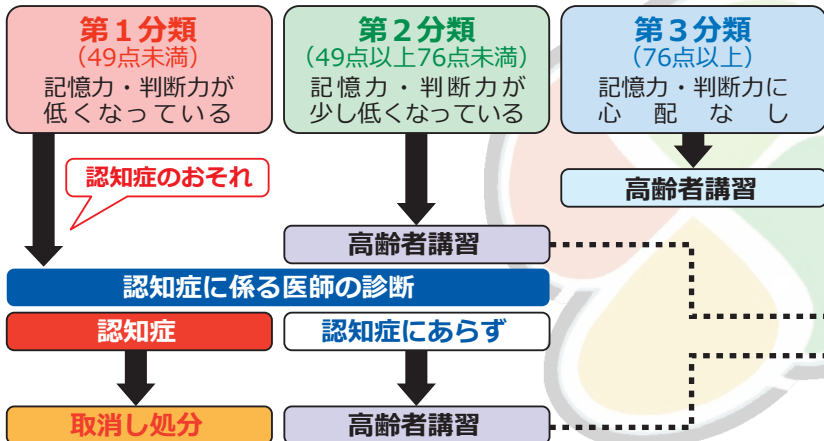 第１分類
（49点未満）
記憶力・判断力が
低くなっている
第２分類
（49点以上76点未満）
記憶力・判断力が
少し低くなっている
第３分類
（76点以上）
記憶力・判断力に
心配なし
認知症のおそれ
高齢者講習
高齢者講習
認知症に係る医師の診断
認知症
認知症にあらず
取消し処分
高齢者講習